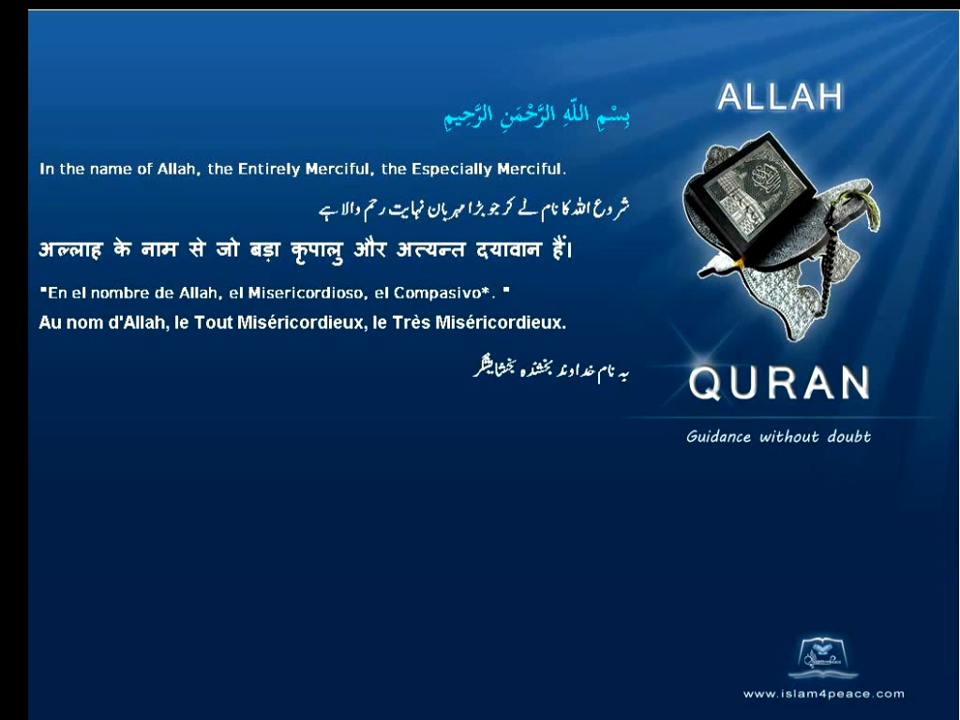 بِسْمِ اللّهِ الرَّحْمَنِ الرَّحِيمِ
In the name of Allah, the Entirely Merciful, the Especially Merciful.
شروع الله کا نام لے کر جو بڑا مہربان نہایت رحم والا ہے
अल्लाह के नाम से जो बड़ा कृपालु और अत्यन्त दयावान हैं।
"En el nombre de Allah, el Misericordioso, el Compasivo*. "
Au nom d'Allah, le Tout Miséricordieux, le Très Miséricordieux.
به نام خداوند بخشنده بخشایشگر
ALLAH
QURAN
Guidance without doubt
www.islam4peace.com